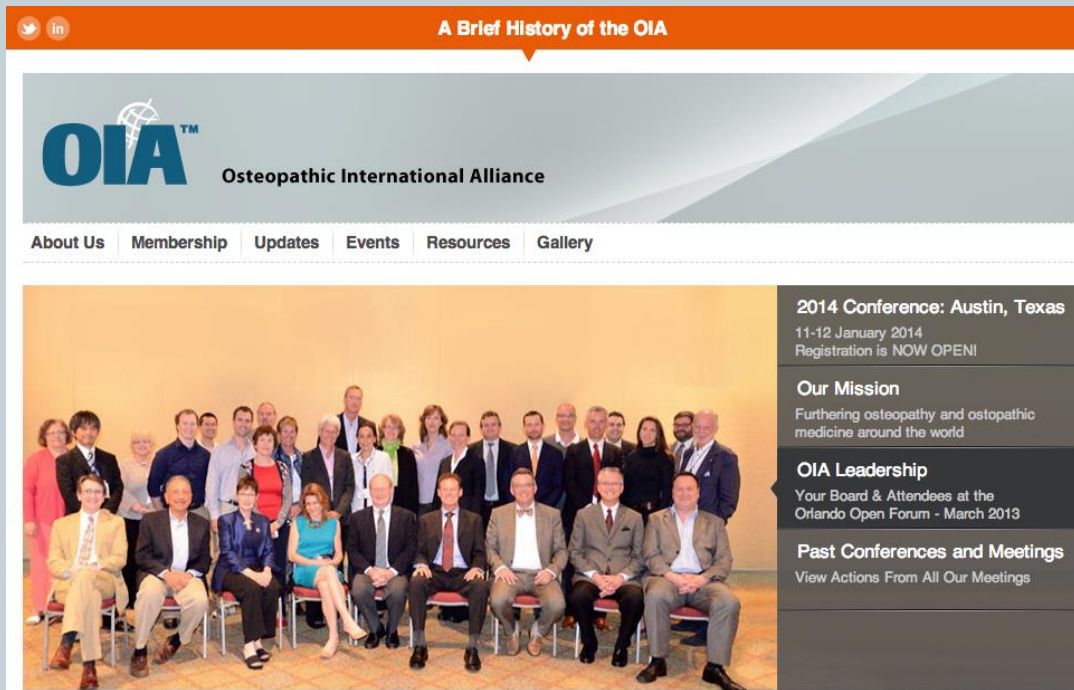 in
A Brief History of the OIA
OIA™
Osteopathic International Alliance
About Us
Membership
Updates
Events
Resources
Gallery
2014 Conference: Austin, Texas
11-12 January 2014
Registration is NOW OPEN!
Our Mission
Furthering osteopathy and ostopathic
medicine around the world
OIA Leadership
Your Board & Attendees at the
Orlando Open Forum - March 2013
Past Conferences and Meetings
View Actions From All Our Meetings